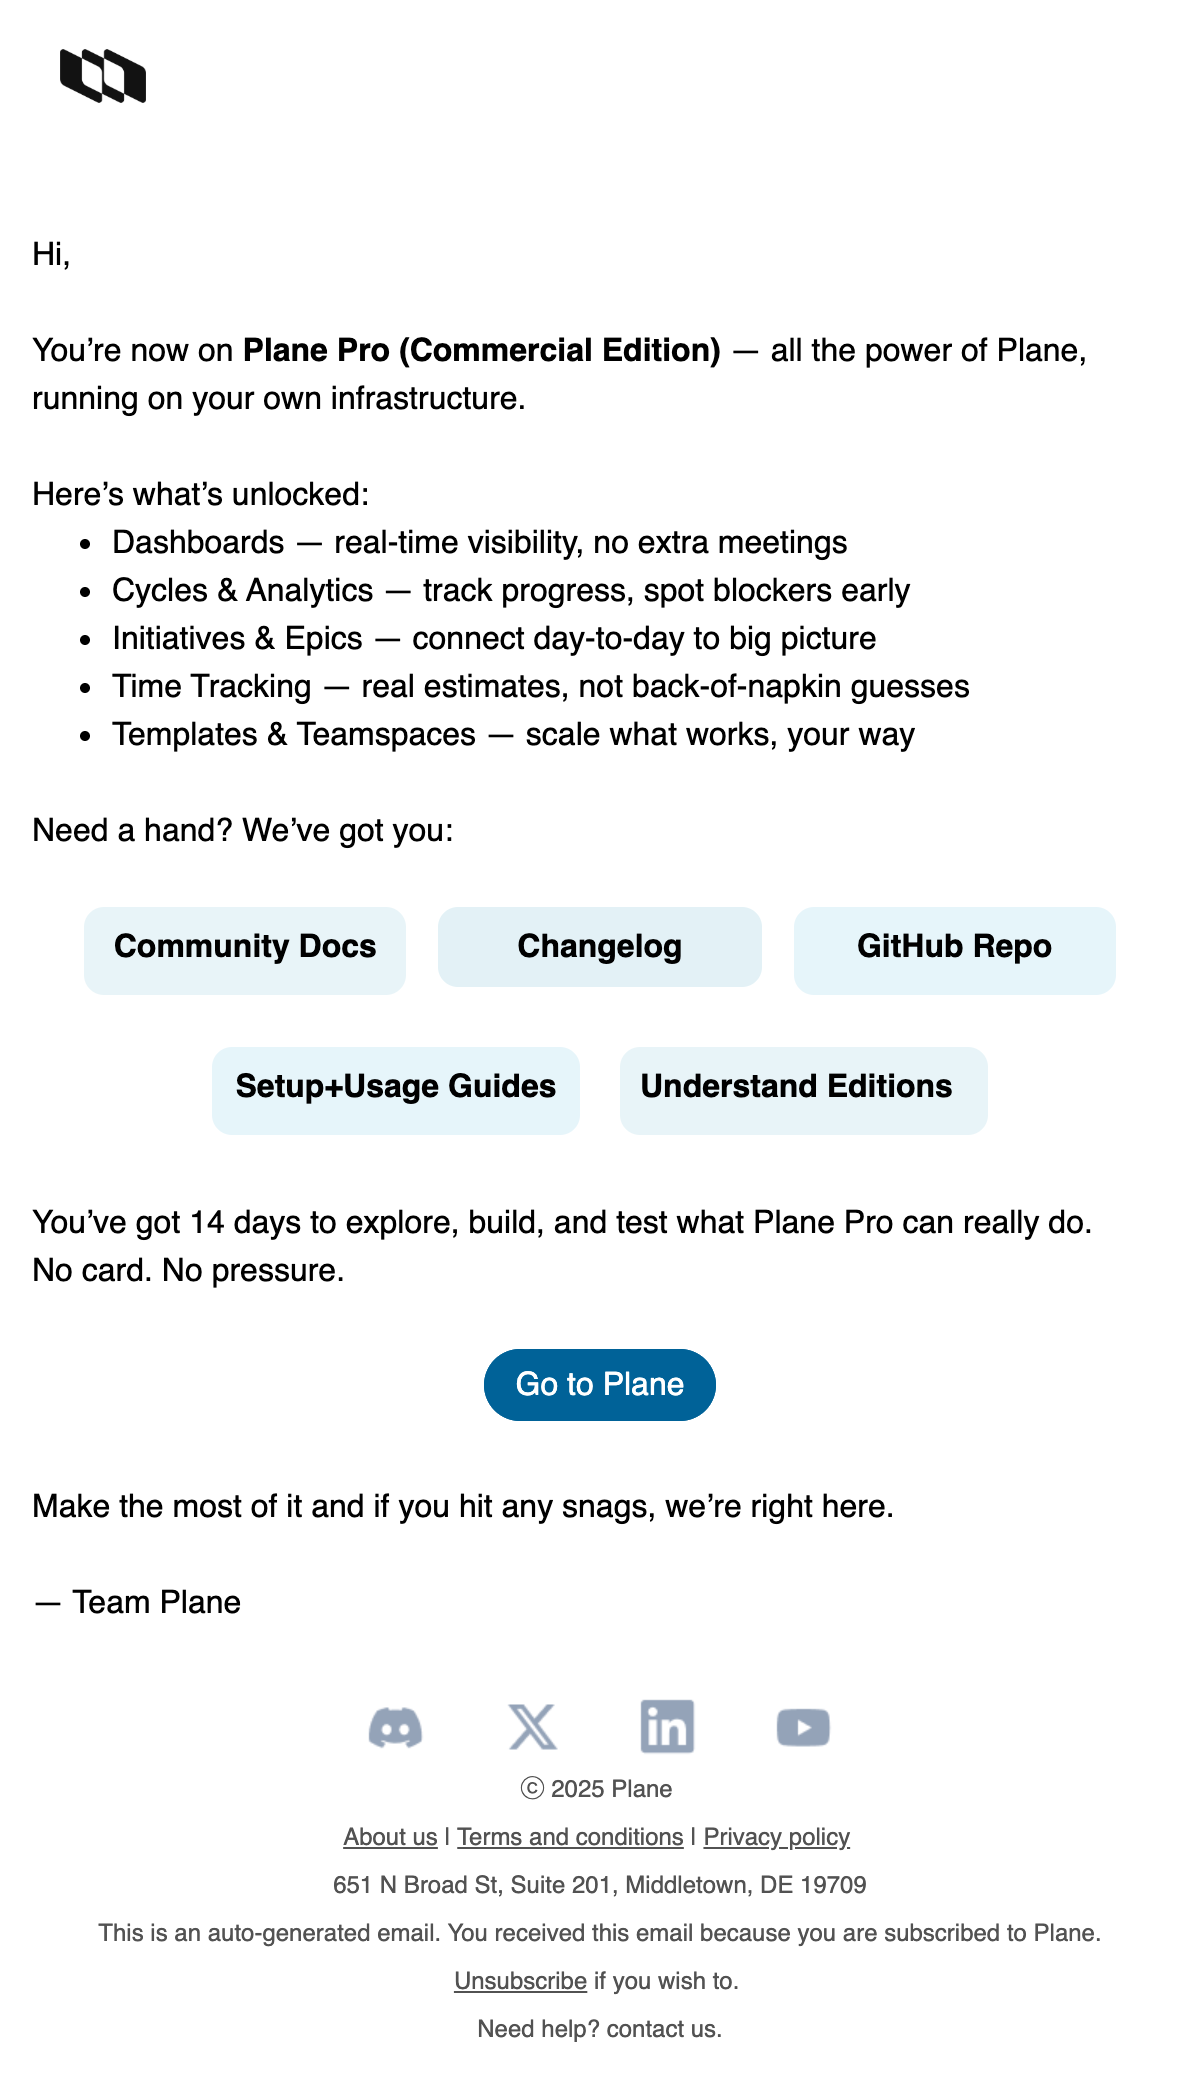 Hi,
You’re now on Plane Pro (Commercial Edition) — all the power of Plane,
running on your own infrastructure.
Here’s what’s unlocked:
• Dashboards — real-time visibility, no extra meetings
• Cycles & Analytics — track progress, spot blockers early
• Initiatives & Epics — connect day-to-day to big picture
• Time Tracking — real estimates, not back-of-napkin guesses
• Templates & Teamspaces — scale what works, your way
Need a hand? We’ve got you:
Community Docs Changelog GitHub Repo
Setup+Usage Guides Understand Editions
You’ve got 14 days to explore, build, and test what Plane Pro can really do.
No card. No pressure.
Go to Plane
Make the most of it and if you hit any snags, we’re right here.
— Team Plane
in
ⓒ 2025 Plane
About us | Terms and conditions | Privacy policy
651 N Broad St, Suite 201, Middletown, DE 19709
This is an auto-generated email. You received this email because you are subscribed to Plane.
Unsubscribe if you wish to.
Need help? contact us.